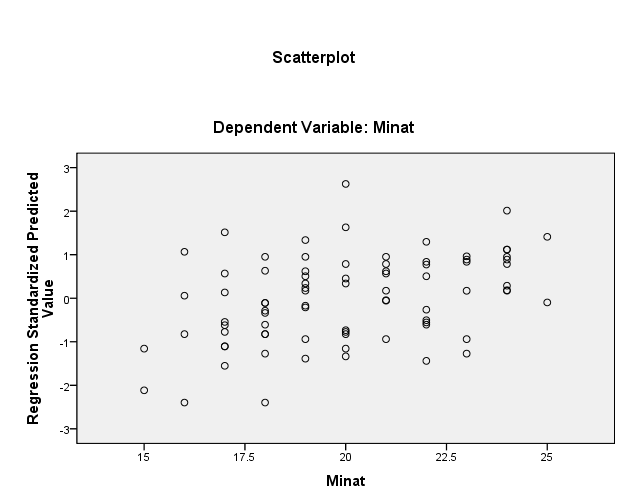 Scatterplot
Dependent Variable: Minat
Regression Standardized Predicted
Value
3
2
1
0
-1
-2
-3
15
17.5
20
22.5
25
Minat